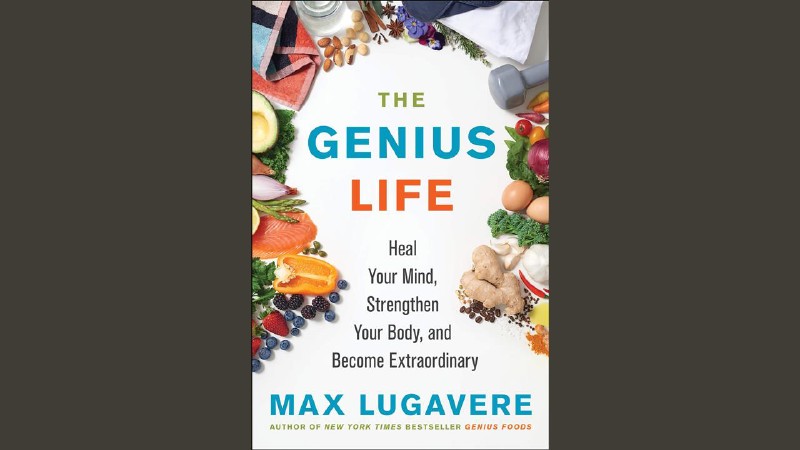 THE
GENIUS
LIFE
Heal
Your Mind,
Strengthen
Your Body, and
Become Extraordinary
MAX LUGAVERE
AUTHOR OF NEW YORK TIMES BESTSELLER GENIUS FOODS